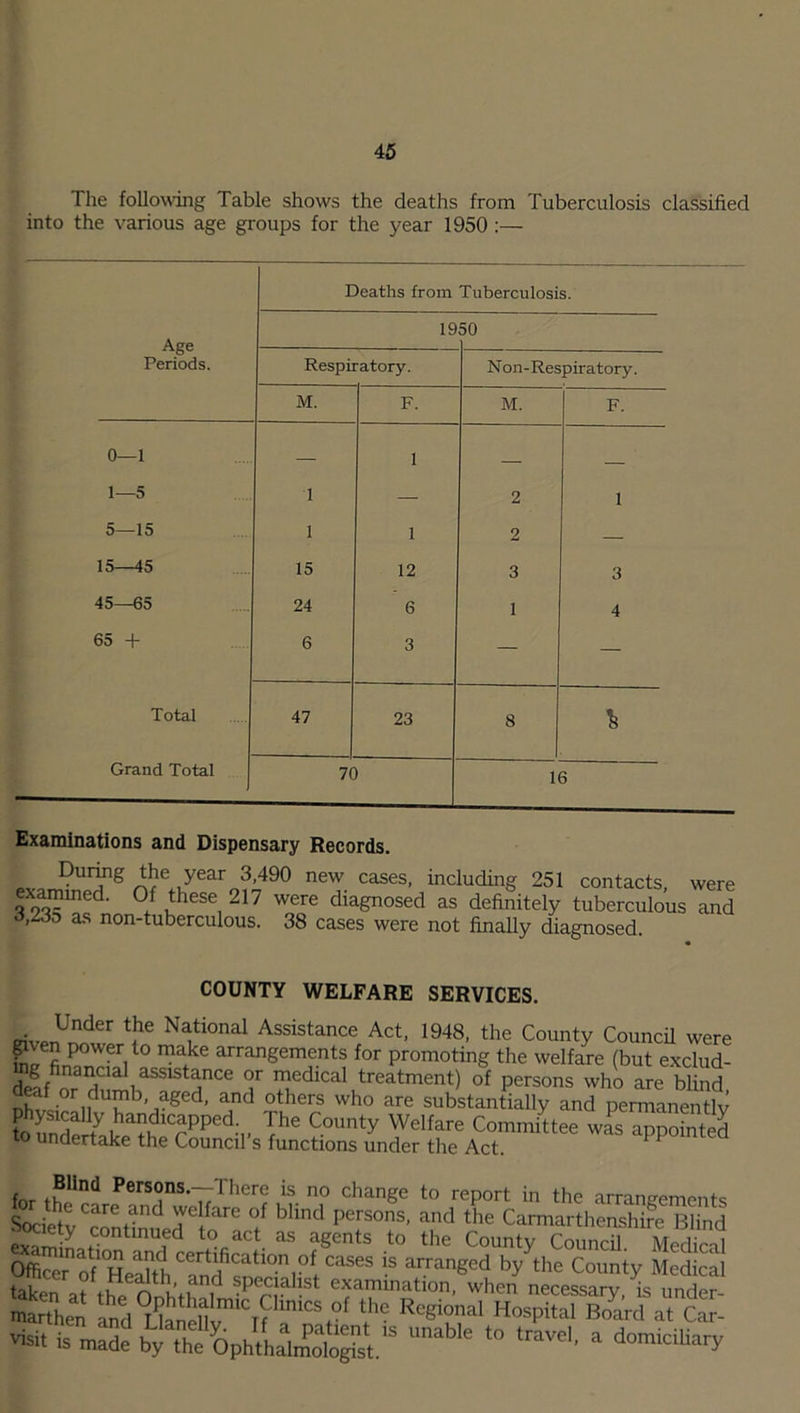 45
The following Table shows the deaths from Tuberculosis classified
into the various age groups for the year 1950 :—
Age Periods. Deaths from Tuberculosis.
1950
Respiratory. Non-Respiratory.
M. F. M. F.
0—1 .... — 1 — —
1—5 .... 1 — 2 1
5—15 .... 1 1 2 —
15—45 .... 15 12 3 3
45—65 .... 24 6 1 4
65 + .... 6 3 — —
Total .... 47 23 8 8
Grand Total 70 16
Examinations and Dispensary Records.
During the year 3,490 new cases, including 251 contacts, were
examined. Of these 217 were diagnosed as definitely tuberculous and
3,235 as non-tuberculous. 38 cases were not finally diagnosed.
COUNTY WELFARE SERVICES.
Under the National Assistance Act, 1948, the County Council were
given power to make arrangements for promoting the welfare (but exclud-
ing financial assistance or medical treatment) of persons who are blind,
deaf or dumb, aged, and others who are substantially and permanently
physically handicapped. The County Welfare Committee was appointed
to undertake the Council's functions under the Act.
Blind Persons.—There is no change to report in the arrangements
for the care and welfare of blind persons, and the Carmarthenshire Blind
Society continued to act as agents to the County Council. Medical
examination and certification of cases is arranged by the County Medical
Officer of Health, and specialist examination, when necessary, is under-
taken at the Ophthalmic Clinics of the Regional Hospital Board at Car-
marthen and Llanelly. If a patient is unable to travel, a domiciliary
visit is made by the Ophthalmologist.